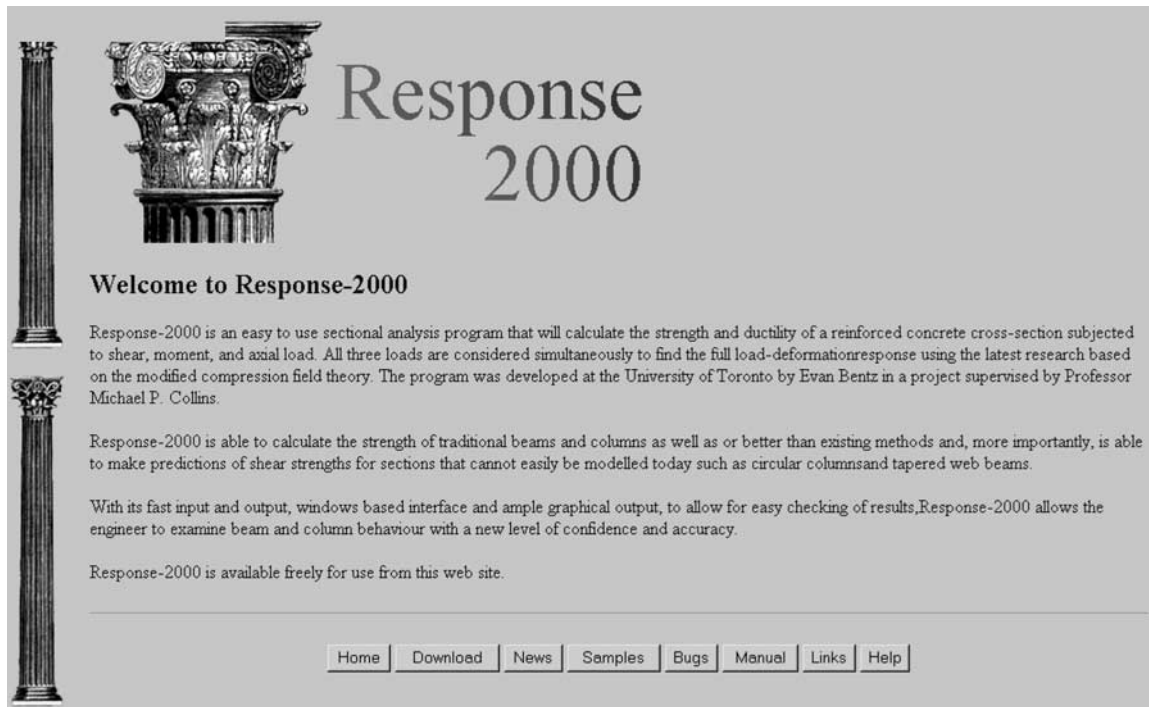 Response
2000
Welcome to Response-2000
Response-2000 is an easy to use sectional analysis program that will calculate the strength and ductility of a reinforced concrete cross-section subjected
to shear, moment, and axial load. All three loads are considered simultaneously to find the full load-deformationresponse using the latest research based
on the modified compression field theory. The program was developed at the University of Toronto by Evan Bentz in a project supervised by Professor
Michael P. Collins.
Response-2000 is able to calculate the strength of traditional beams and columns as well as or better than existing methods and, more importantly, is able
to make predictions of shear strengths for sections that cannot easily be modelled today such as circular columnsand tapered web beams.
With its fast input and output, windows based interface and ample graphical output, to allow for easy checking of results,Response-2000 allows the
engineer to examine beam and column behaviour with a new level of confidence and accuracy.
Response-2000 is available freely for use from this web site.
Home Download News Samples Bugs Manual Links Help